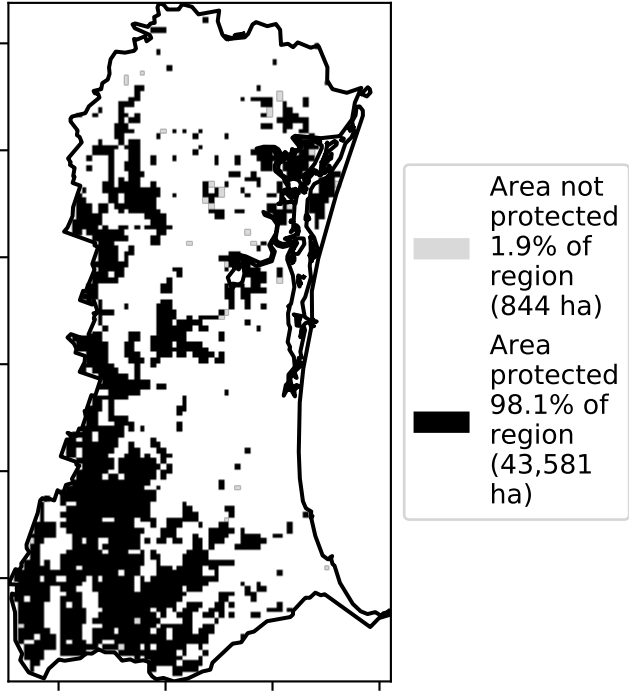 Area not
protected
1.9% of
region
(844 ha)
Area
protected
98.1% of
region
(43,581
ha)